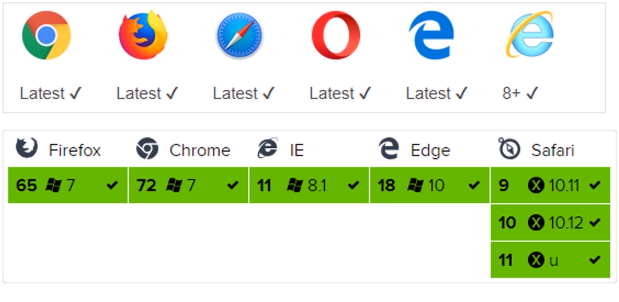 Latest ✓ Latest ✓ Latest ✓ Latest ✓ Latest ✓ 8+ ✓
Firefox Chrome IE Edge Safari
65 7 ✓ 72 7 ✓ 11 8.1 ✓ 18 10 ✓ 9 X 10.11 ✓
10 X 10.12 ✓
11 X u ✓